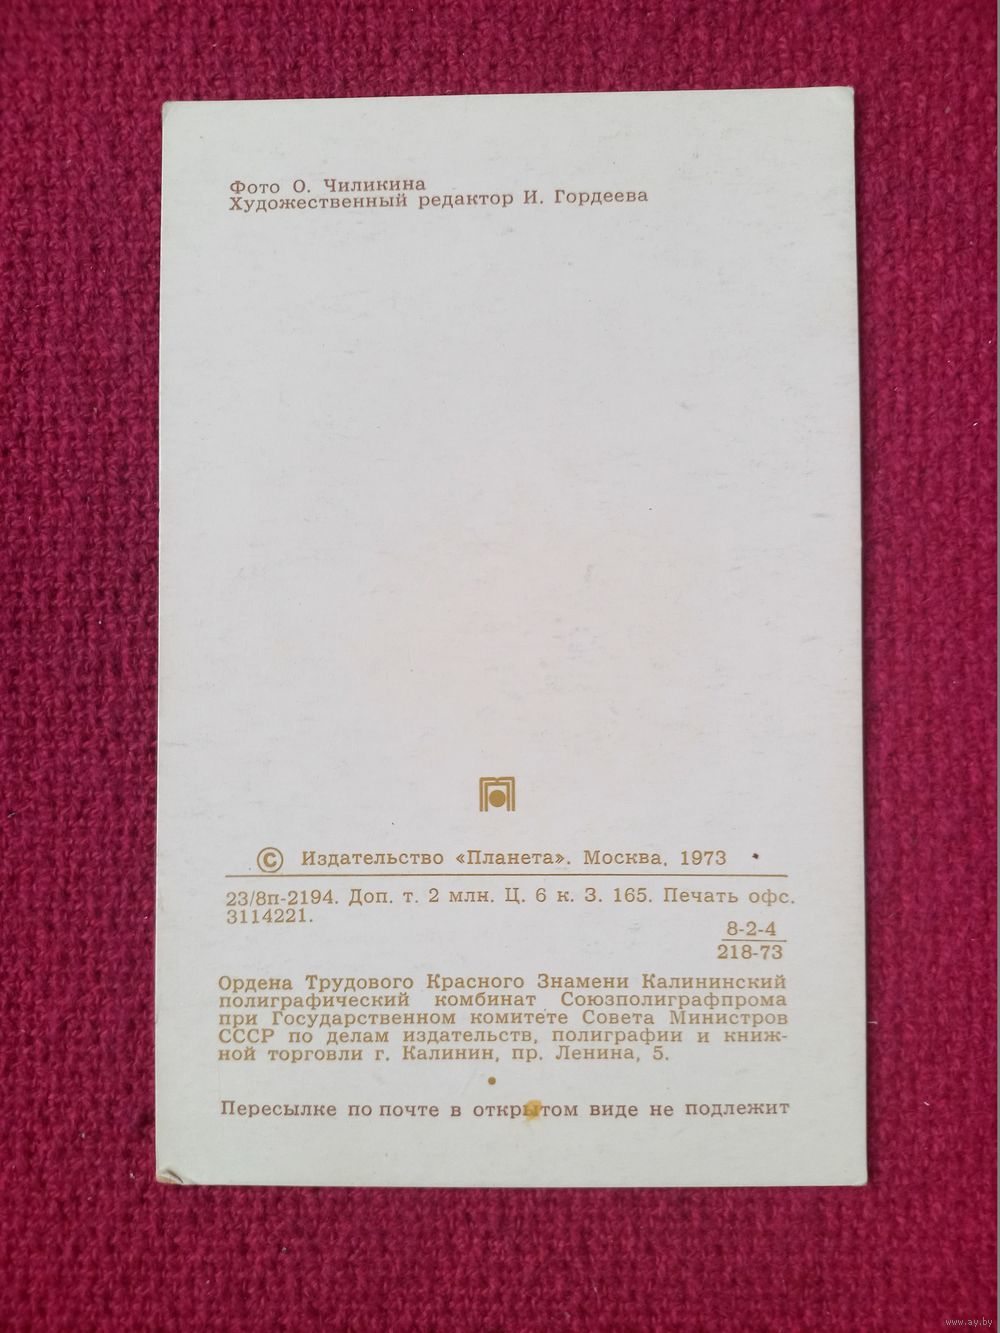 Фото О. Чиликина
Художественный редактор И. Гордеева
© Издательство «Планета». Москва, 1973
23/8п-2194. Доп. т. 2 млн. Ц. 6 к. З. 165. Печать офс.
3114221.
8-2-4
218-73
Ордена Трудового Красного Знамени Калининский
полиграфический комбинат Союзполиграфпрома
при Государственном комитете Совета Министров
СССР по делам издательств, полиграфии и книж-
ной торговли г. Калинин, пр. Ленина, 5.
Пересылке по почте в открытом виде не подлежит
www.ay.by